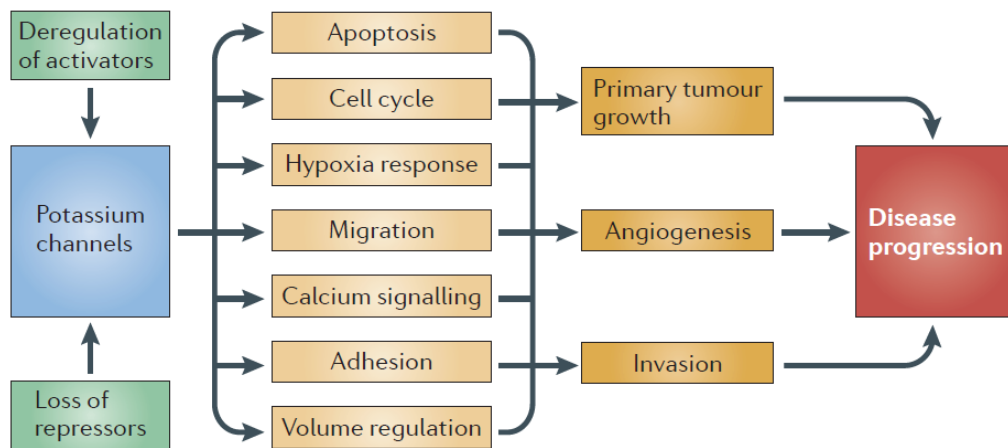 Deregulation
of activators
Potassium
channels
Loss of
repressors
Apoptosis
Cell cycle
Hypoxia response
Migration
Calcium signalling
Adhesion
Volume regulation
Primary tumour
growth
Angiogenesis
Invasion
Disease
progression